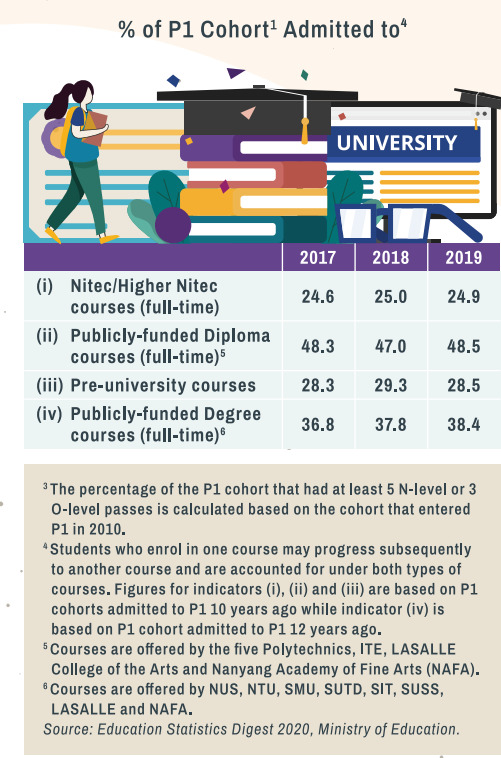 % of P1 Cohort¹ Admitted to⁴
UNIVERSITY
2017 2018 2019
(i) Nitec/Higher Nitec
courses (full-time) 24.6 25.0 24.9
(ii) Publicly-funded Diploma
courses (full-time)⁵ 48.3 47.0 48.5
(iii) Pre-university courses 28.3 29.3 28.5
(iv) Publicly-funded Degree
courses (full-time)⁶ 36.8 37.8 38.4
³ The percentage of the P1 cohort that had at least 5 N-level or 3
O-level passes is calculated based on the cohort that entered
P1 in 2010.
⁴ Students who enrol in one course may progress subsequently
to another course and are accounted for under both types of
courses. Figures for indicators (i), (ii) and (iii) are based on P1
cohorts admitted to P1 10 years ago while indicator (iv) is
based on P1 cohort admitted to P1 12 years ago.
⁵ Courses are offered by the five Polytechnics, ITE, LASALLE
College of the Arts and Nanyang Academy of Fine Arts (NAFA).
⁶ Courses are offered by NUS, NTU, SMU, SUTD, SIT, SUSS,
LASALLE and NAFA.
Source: Education Statistics Digest 2020, Ministry of Education.